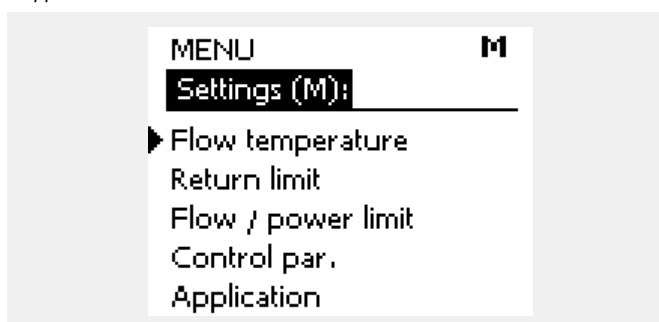 MENU M
Settings (M):
Flow temperature
Return limit
Flow / power limit
Control par.
Application